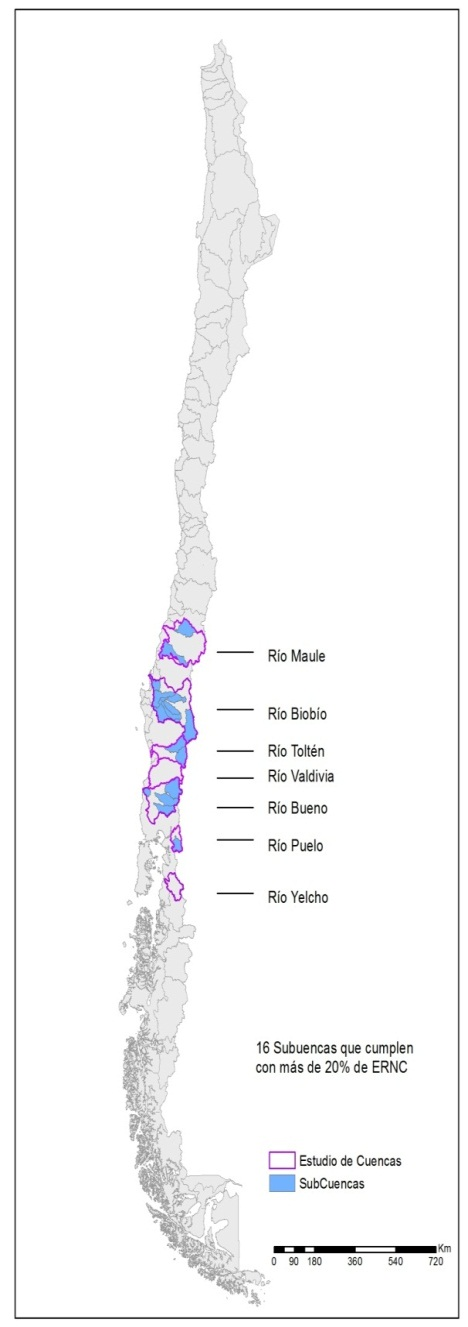 Río Maule
Río Biobío
Río Toltén
Río Valdivia
Río Bueno
Río Puelo
Río Yelcho
16 Subuencas que cumplen
con más de 20% de ERNC
Estudio de Cuencas
SubCuencas
Km
0 90 180 360 540 720